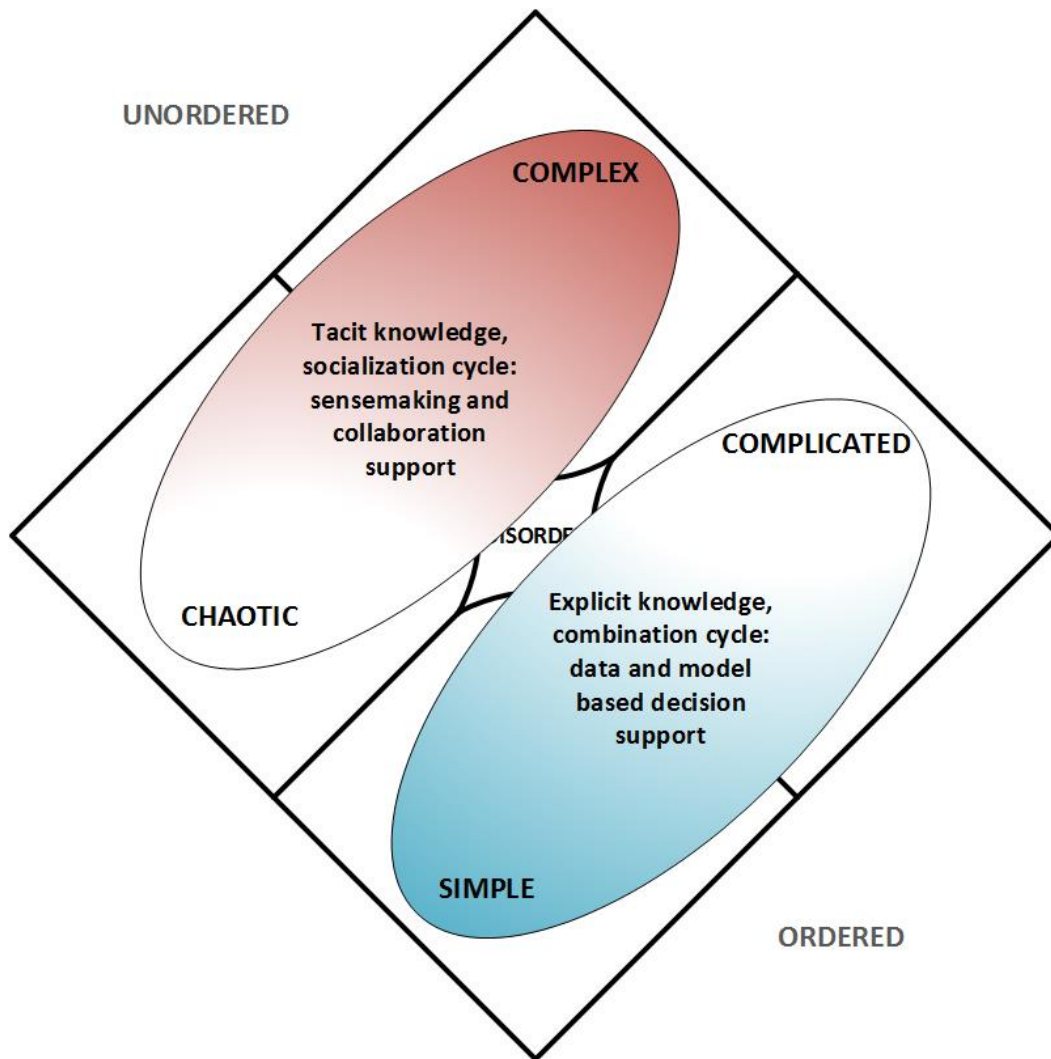 UNORDERED
COMPLEX
Tacit knowledge,
socialization cycle:
sensemaking and
collaboration
support
COMPLICATED
ISORDE
CHAOTIC
Explicit knowledge,
combination cycle:
data and model
based decision
support
SIMPLE
ORDERED